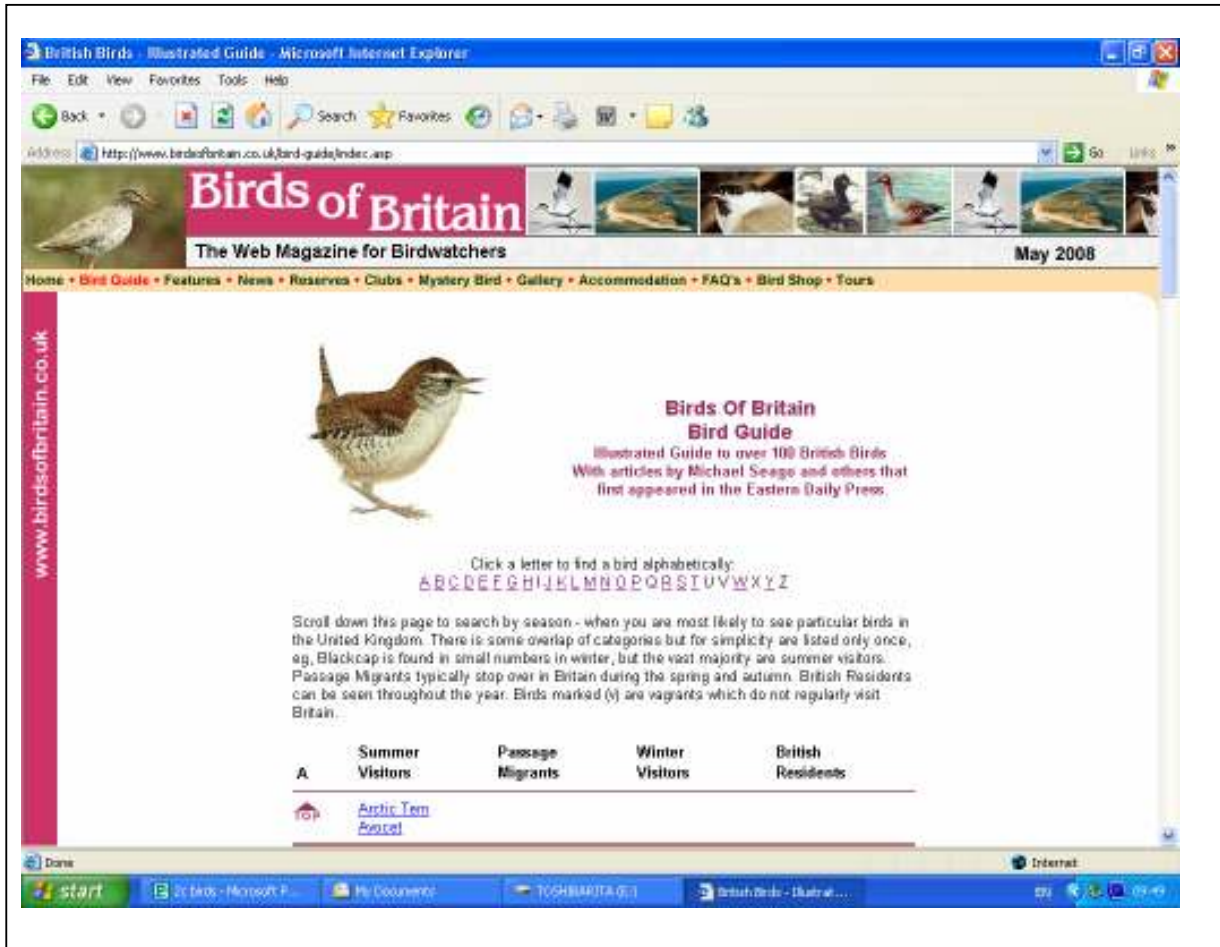 British Birds - Illustrated Guide - Microsoft Internet Explorer
File Edit View Favorites Tools Help
Back Search Favorites
Address http://www.birdsofbritain.co.uk/bird-guide/index.asp Go Links
Birds of Britain
The Web Magazine for Birdwatchers May 2008
Home • Bird Guide • Features • News • Reserves • Clubs • Mystery Bird • Gallery • Accommodation • FAQ's • Bird Shop • Tours
www.birdsofbritain.co.uk
Birds Of Britain
Bird Guide
Illustrated Guide to over 100 British Birds
With articles by Michael Seago and others that
first appeared in the Eastern Daily Press.
Click a letter to find a bird alphabetically:
A B C D E F G H I J K L M N O P Q R S T U V W X Y Z
Scroll down this page to search by season - when you are most likely to see particular birds in
the United Kingdom. There is some overlap of categories but for simplicity are listed only once,
eg, Blackcap is found in small numbers in winter, but the vast majority are summer visitors.
Passage Migrants typically stop over in Britain during the spring and autumn. British Residents
can be seen throughout the year. Birds marked (v) are vagrants which do not regularly visit
Britain.
Summer Passage Winter British
A Visitors Migrants Visitors Residents
TOP Arctic Tern
Avocet
Done Internet
start 2c birds - Microsoft P... My Documents (E:) British Birds - Illustrat... EN 09:49